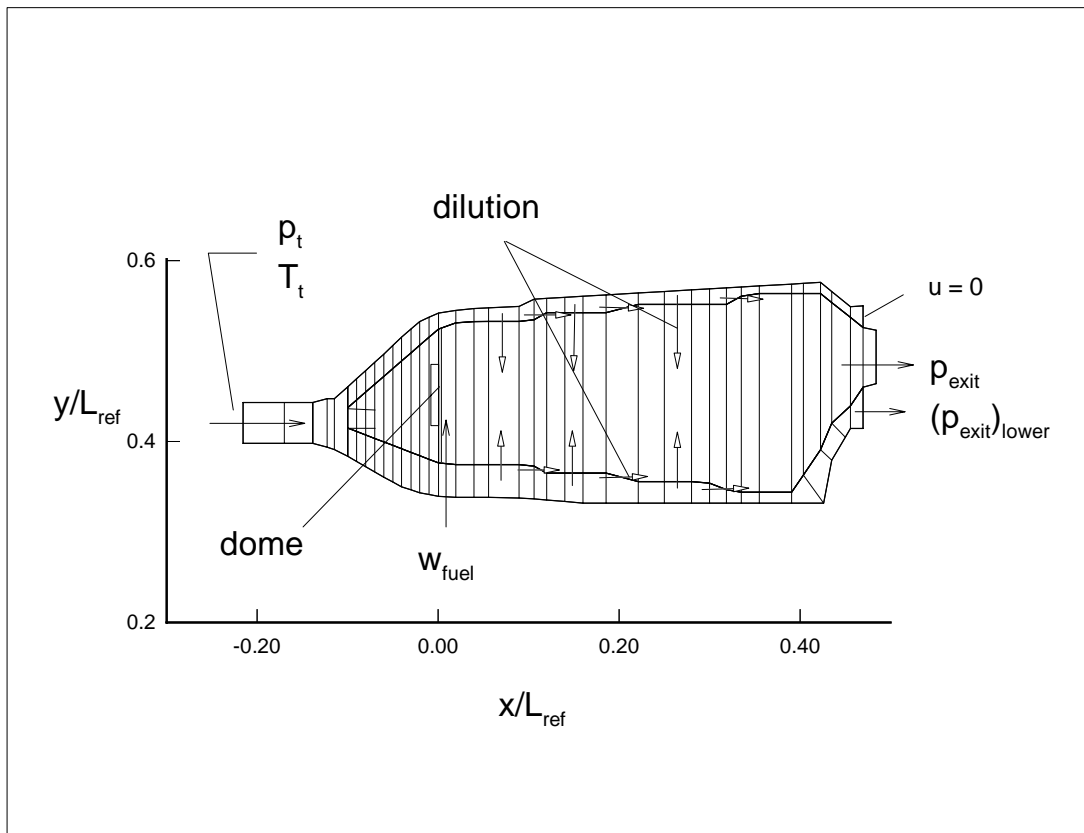 dilution
p_t
T_t
0.6
u = 0
y/L_ref
p_exit
(p_exit)_lower
0.4
dome
w_fuel
0.2
-0.20 0.00 0.20 0.40
x/L_ref